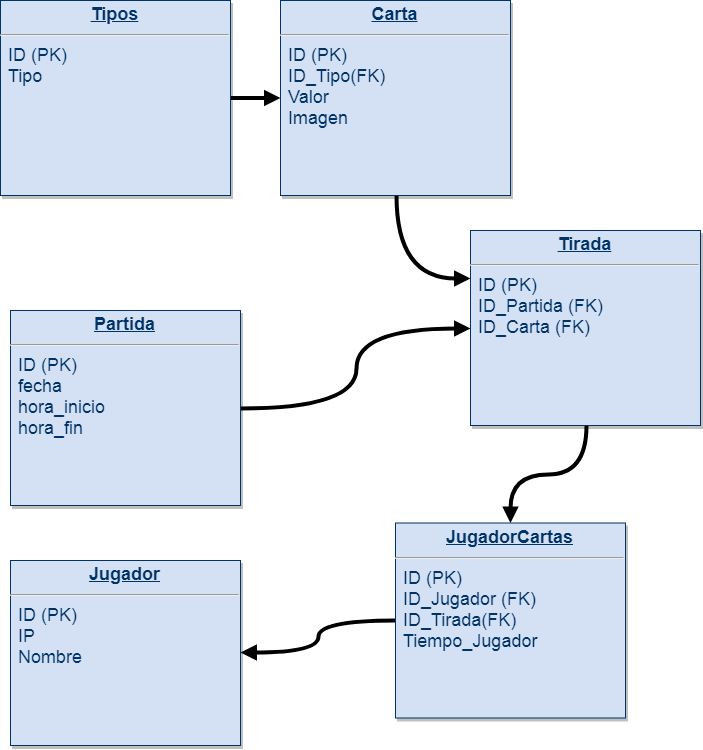 Tipos
ID (PK)
Tipo
Carta
ID (PK)
ID_Tipo(FK)
Valor
Imagen
Tirada
ID (PK)
ID_Partida (FK)
ID_Carta (FK)
Partida
ID (PK)
fecha
hora_inicio
hora_fin
JugadorCartas
ID (PK)
ID_Jugador (FK)
ID_Tirada(FK)
Tiempo_Jugador
Jugador
ID (PK)
IP
Nombre